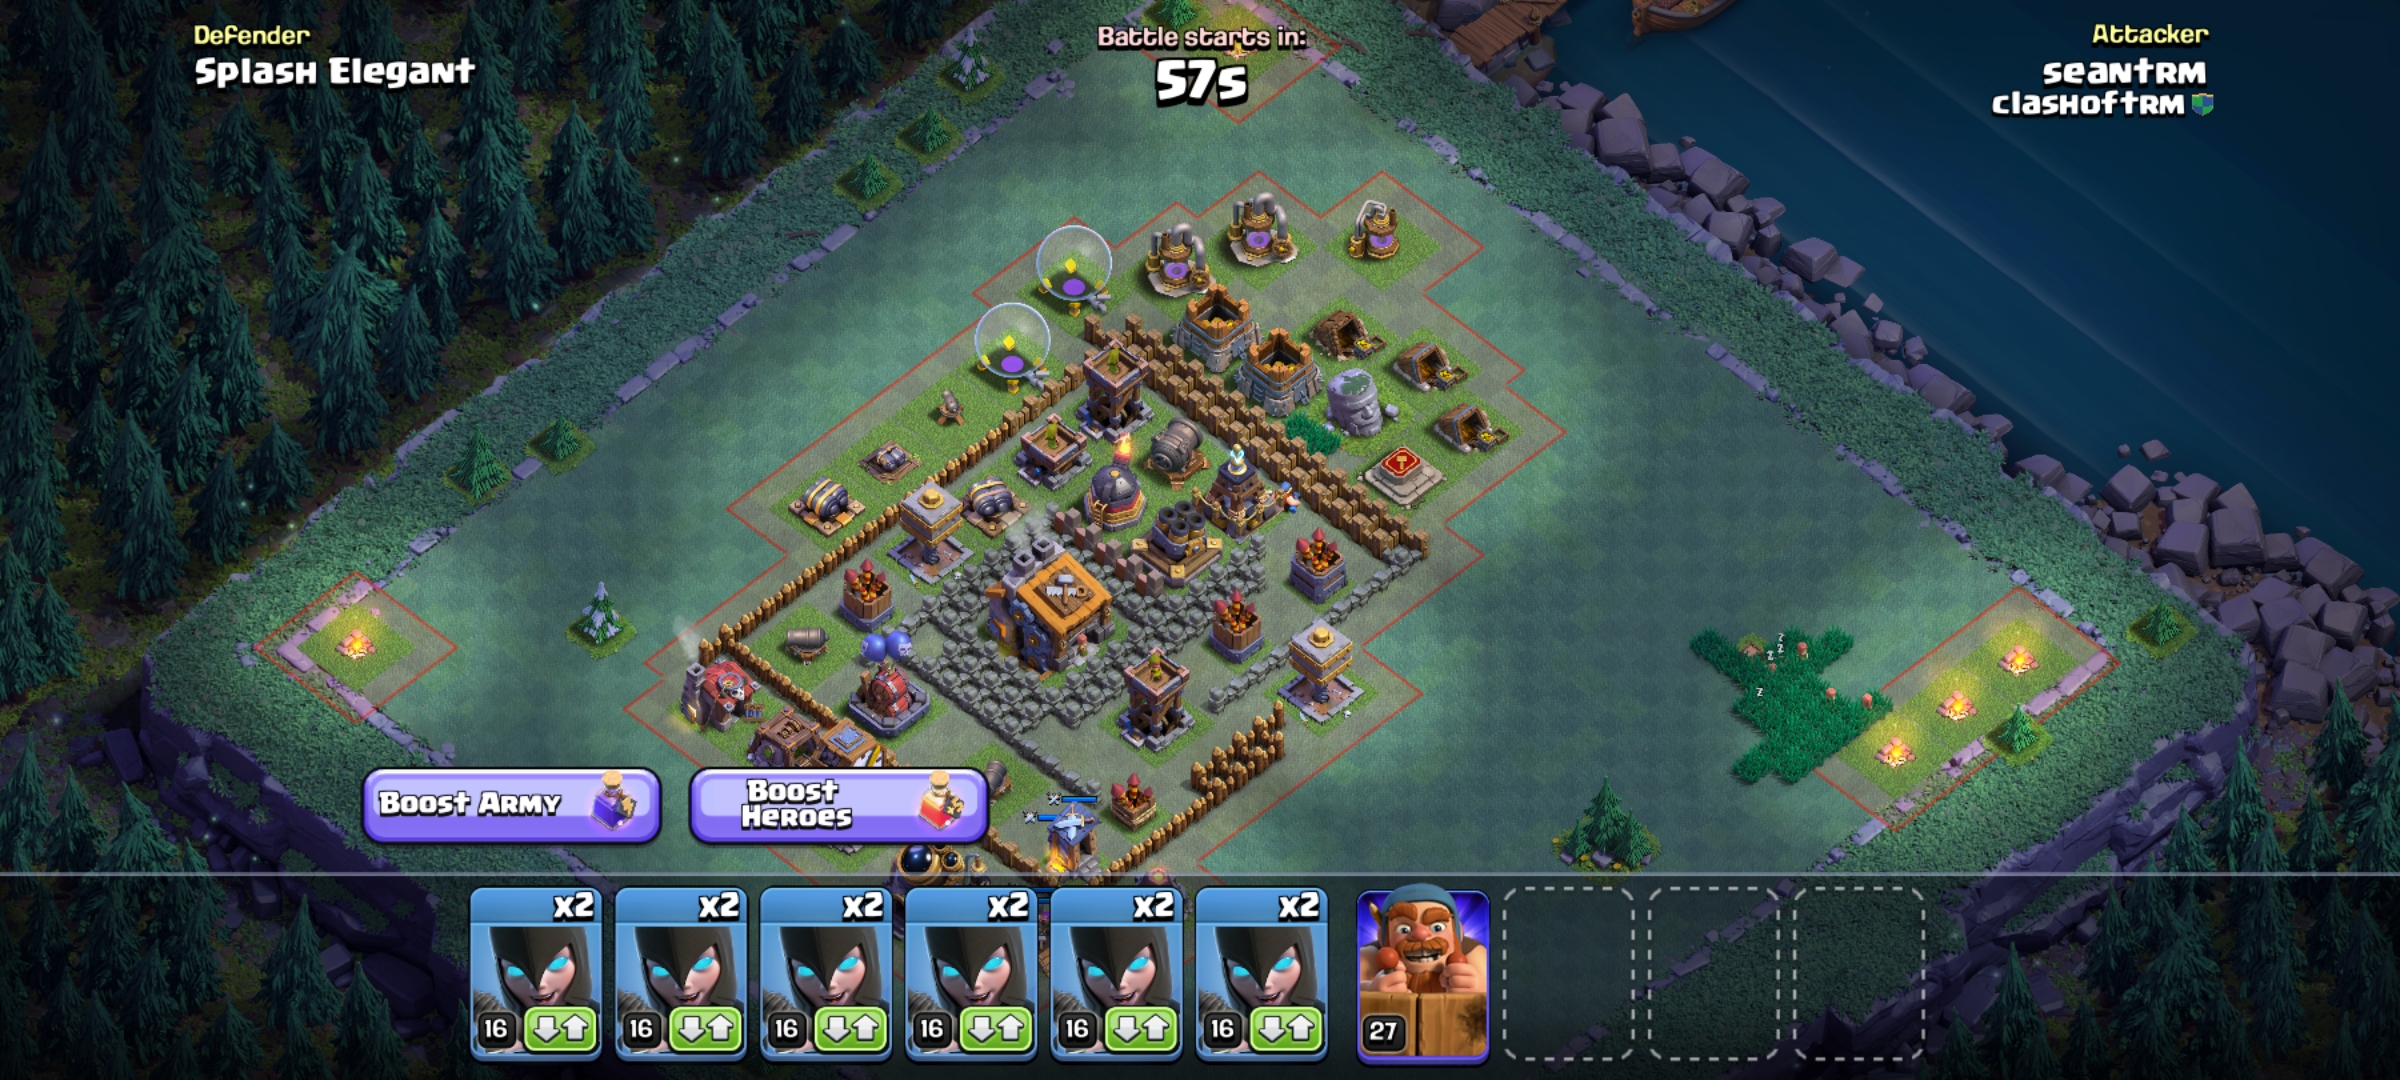 Defender
Splash Elegant
Battle starts in:
57s
Attacker
seantRM
clashoftRM
z
z
z
z
Boost Army
Boost
Heroes
x2
x2
x2
x2
x2
x2
16
16
16
16
16
16
27